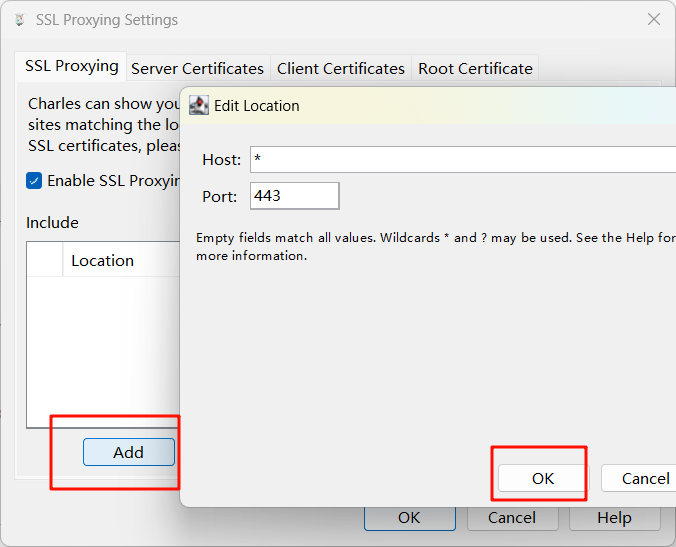 SSL Proxying Settings
SSL Proxying Server Certificates Client Certificates Root Certificate
Charles can show you
sites matching the lo
SSL certificates, pleas
Enable SSL Proxyin
Include
Location
Add
Edit Location
Host: *
Port: 443
Empty fields match all values. Wildcards * and ? may be used. See the Help for
more information.
OK Cancel
OK Cancel Help